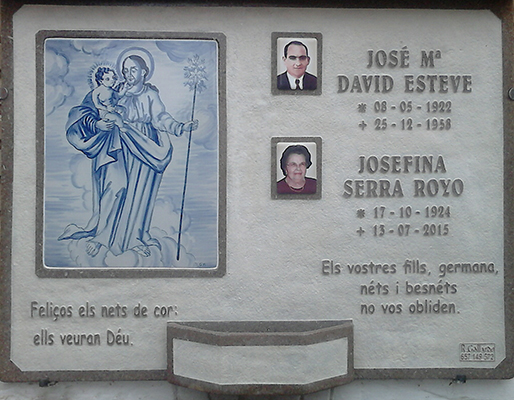 JOSÉ Mª
DAVID ESTEVE
* 08 - 05 - 1922
+ 25 - 12 - 1958
JOSEFINA
SERRA ROYO
* 17 - 10 - 1924
+ 13 - 07 - 2015
Els vostres fills, germana,
néts i besnéts
no vos obliden.
Feliços els nets de cor:
ells veuran Déu.